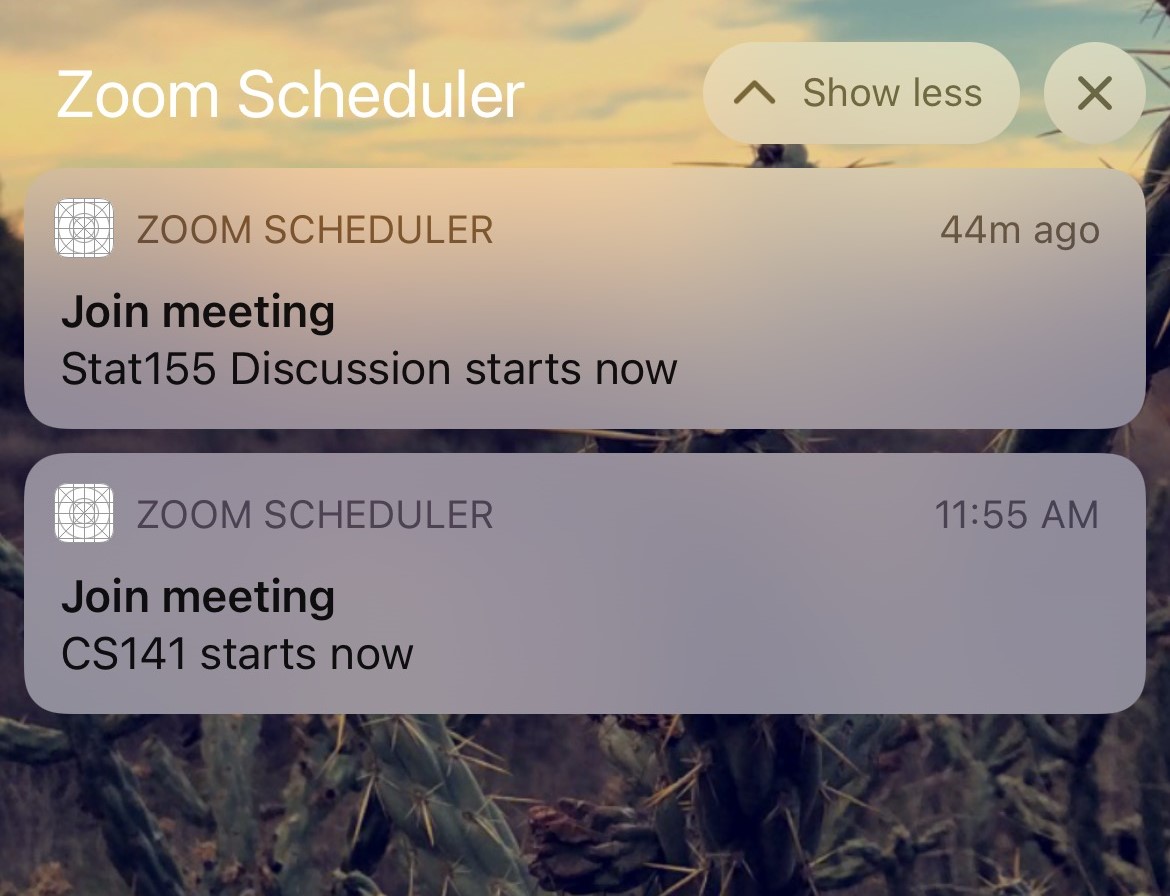 Zoom Scheduler
Show less
ZOOM SCHEDULER
44m ago
Join meeting
Stat155 Discussion starts now
ZOOM SCHEDULER
11:55 AM
Join meeting
CS141 starts now